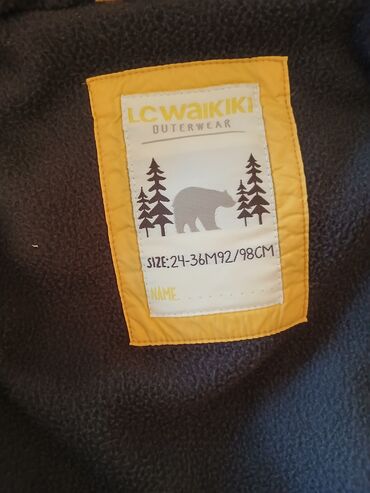 LCWAIKIKI
OUTERWEAR
SIZE:24-36M92/98CM
NAME..........